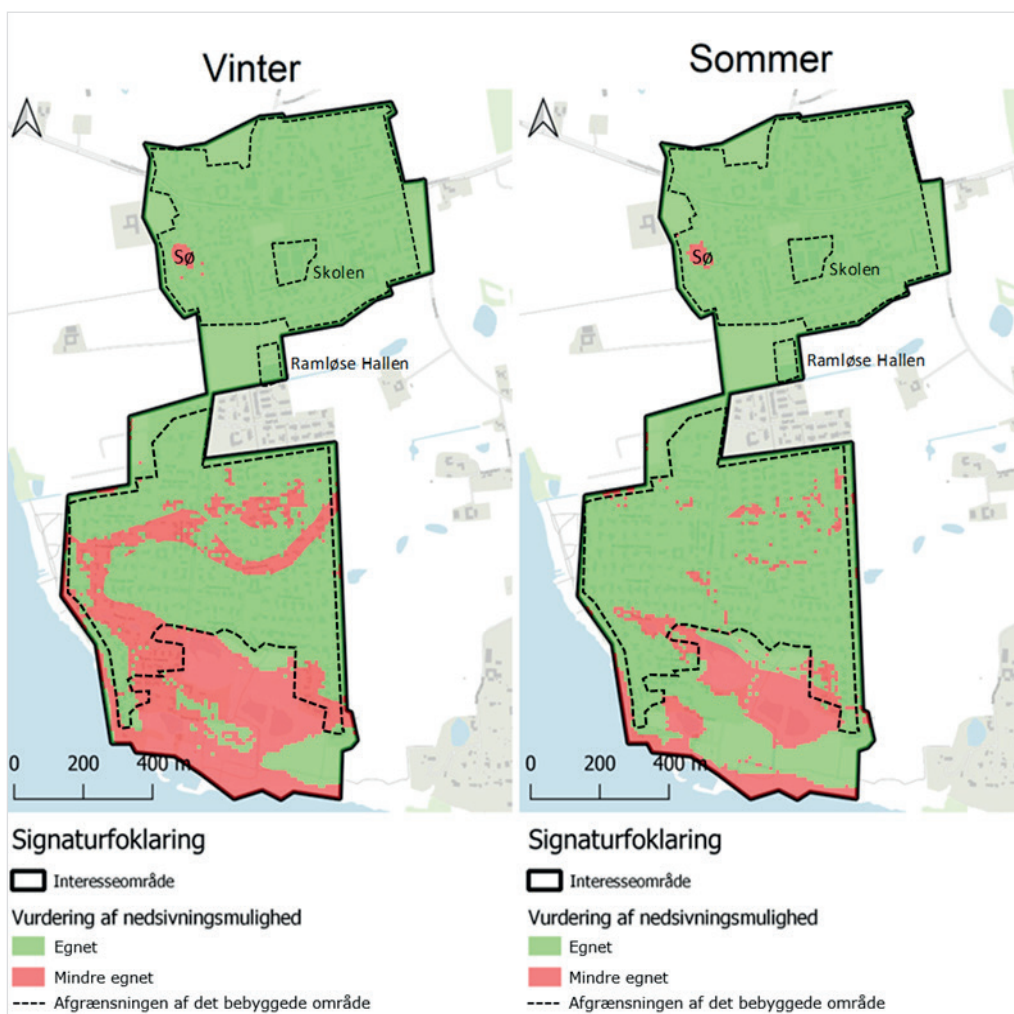 Vinter
Sø
Skolen
Ramløse Hallen
0 200 400 m
Signaturfoklaring
Interesseområde
Vurdering af nedsivningsmulighed
Egnet
Mindre egnet
Afgrænsningen af det bebyggede område
Sommer
Sø
Skolen
Ramløse Hallen
0 200 400 m
Signaturfoklaring
Interesseområde
Vurdering af nedsivningsmulighed
Egnet
Mindre egnet
Afgrænsningen af det bebyggede område